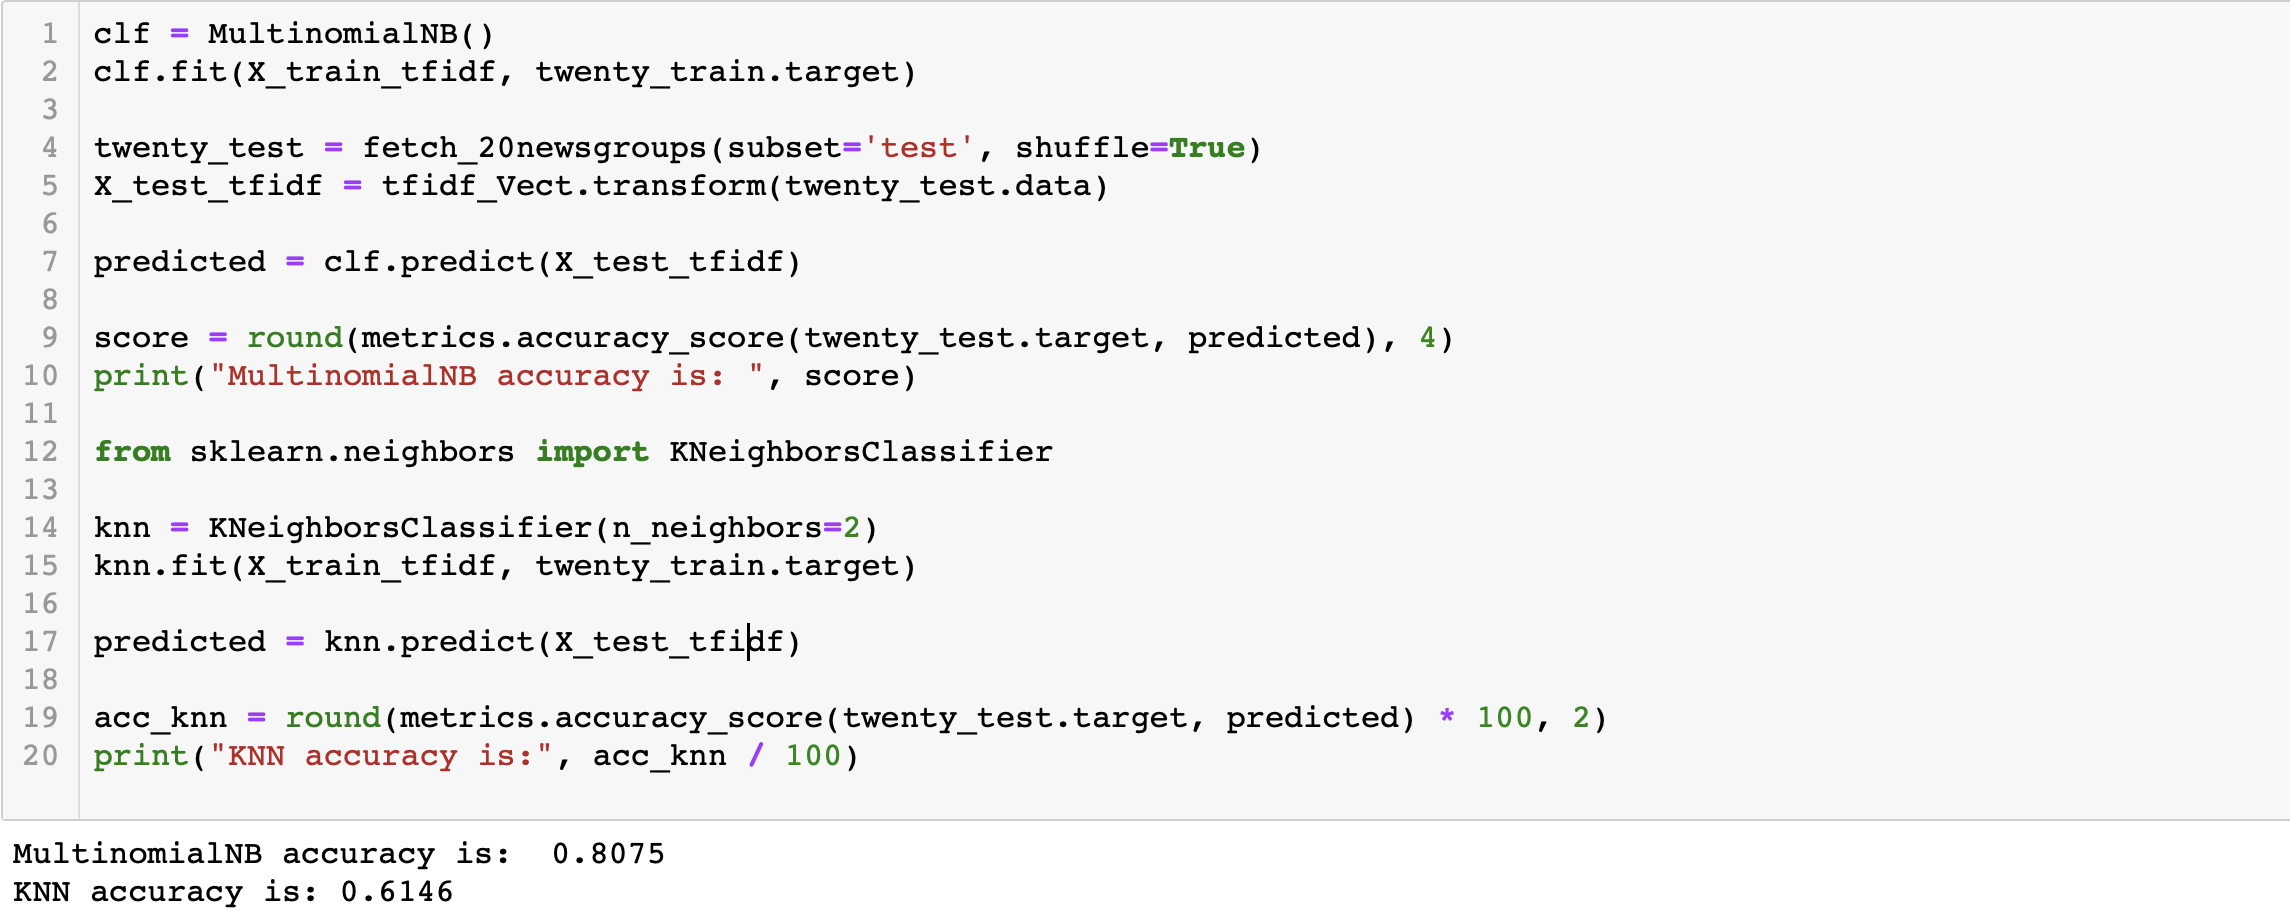 1 clf = MultinomialNB()
2 clf.fit(X_train_tfidf, twenty_train.target)
3
4 twenty_test = fetch_20newsgroups(subset='test', shuffle=True)
5 X_test_tfidf = tfidf_Vect.transform(twenty_test.data)
6
7 predicted = clf.predict(X_test_tfidf)
8
9 score = round(metrics.accuracy_score(twenty_test.target, predicted), 4)
10 print("MultinomialNB accuracy is: ", score)
11
12 from sklearn.neighbors import KNeighborsClassifier
13
14 knn = KNeighborsClassifier(n_neighbors=2)
15 knn.fit(X_train_tfidf, twenty_train.target)
16
17 predicted = knn.predict(X_test_tfidf)
18
19 acc_knn = round(metrics.accuracy_score(twenty_test.target, predicted) * 100, 2)
20 print("KNN accuracy is:", acc_knn / 100)
MultinomialNB accuracy is:  0.8075
KNN accuracy is: 0.6146